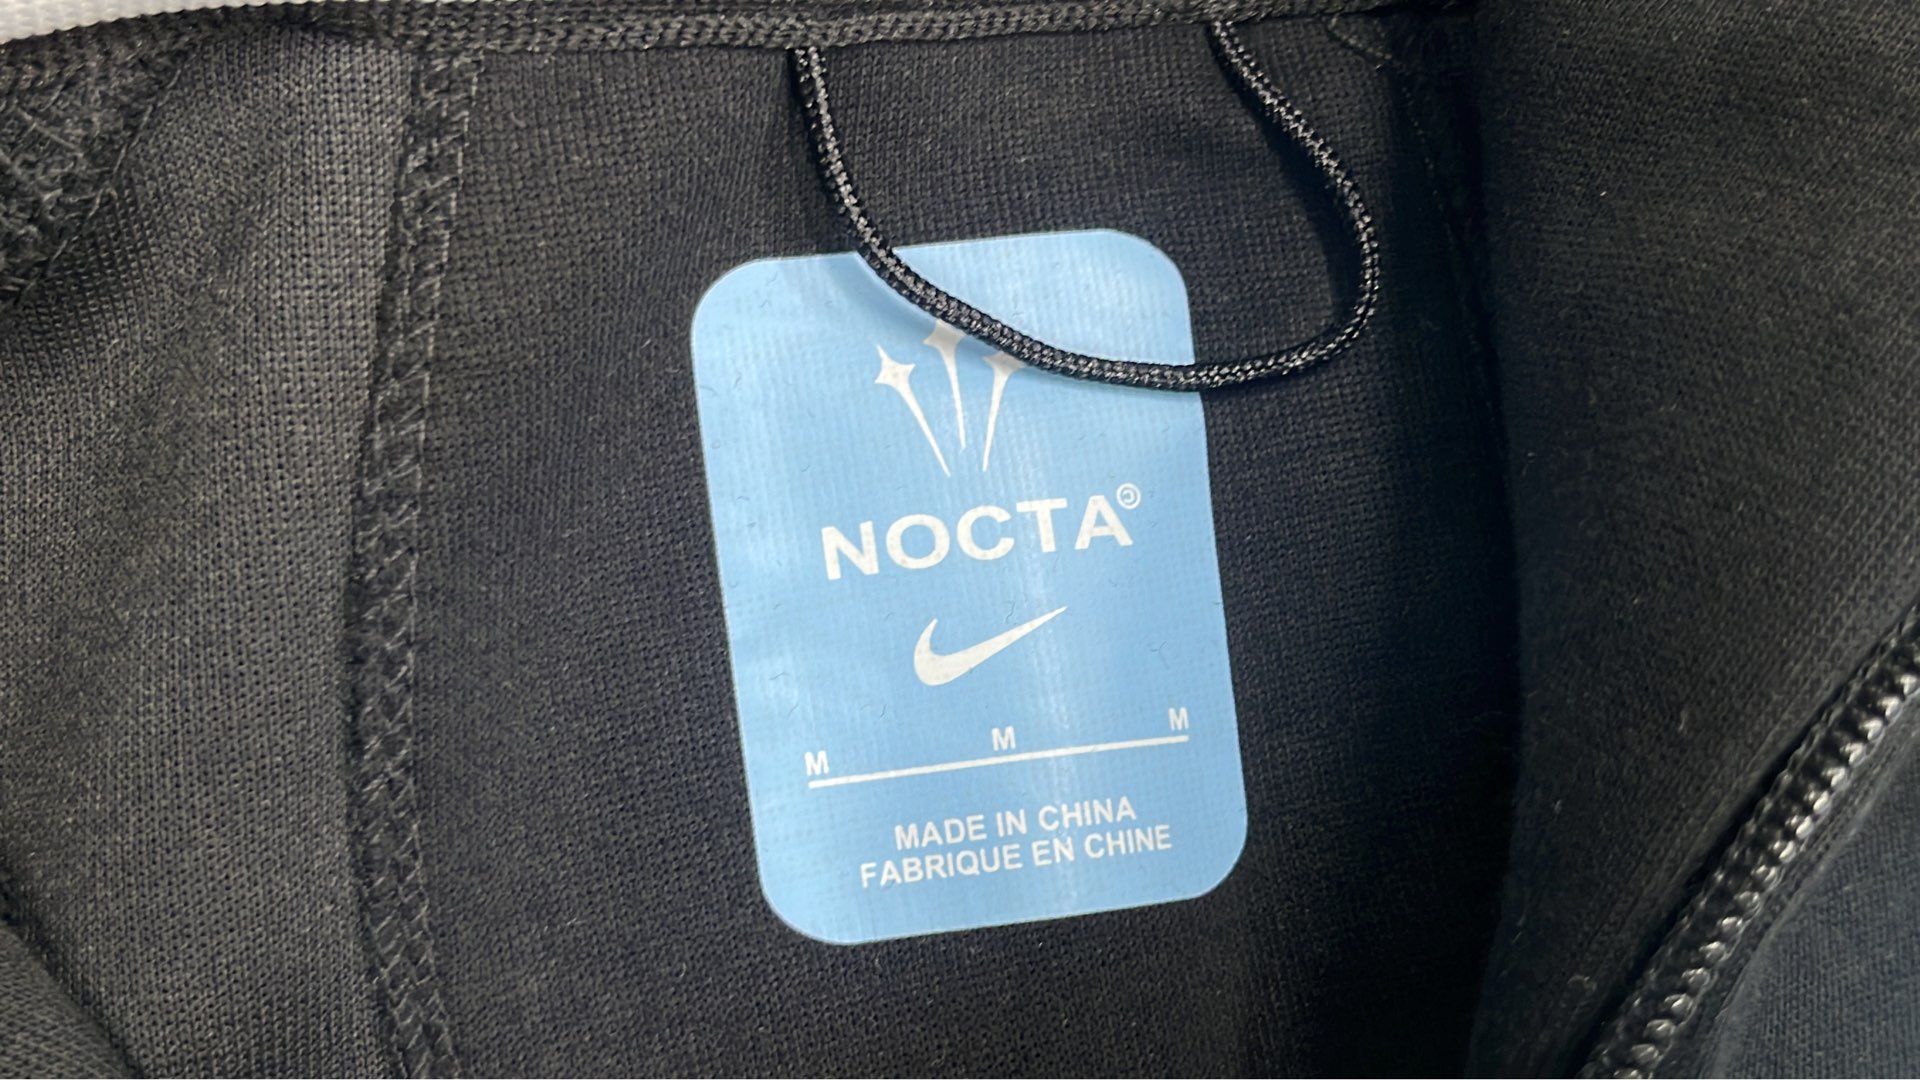 NOCTA©
M M M
MADE IN CHINA
FABRIQUE EN CHINE